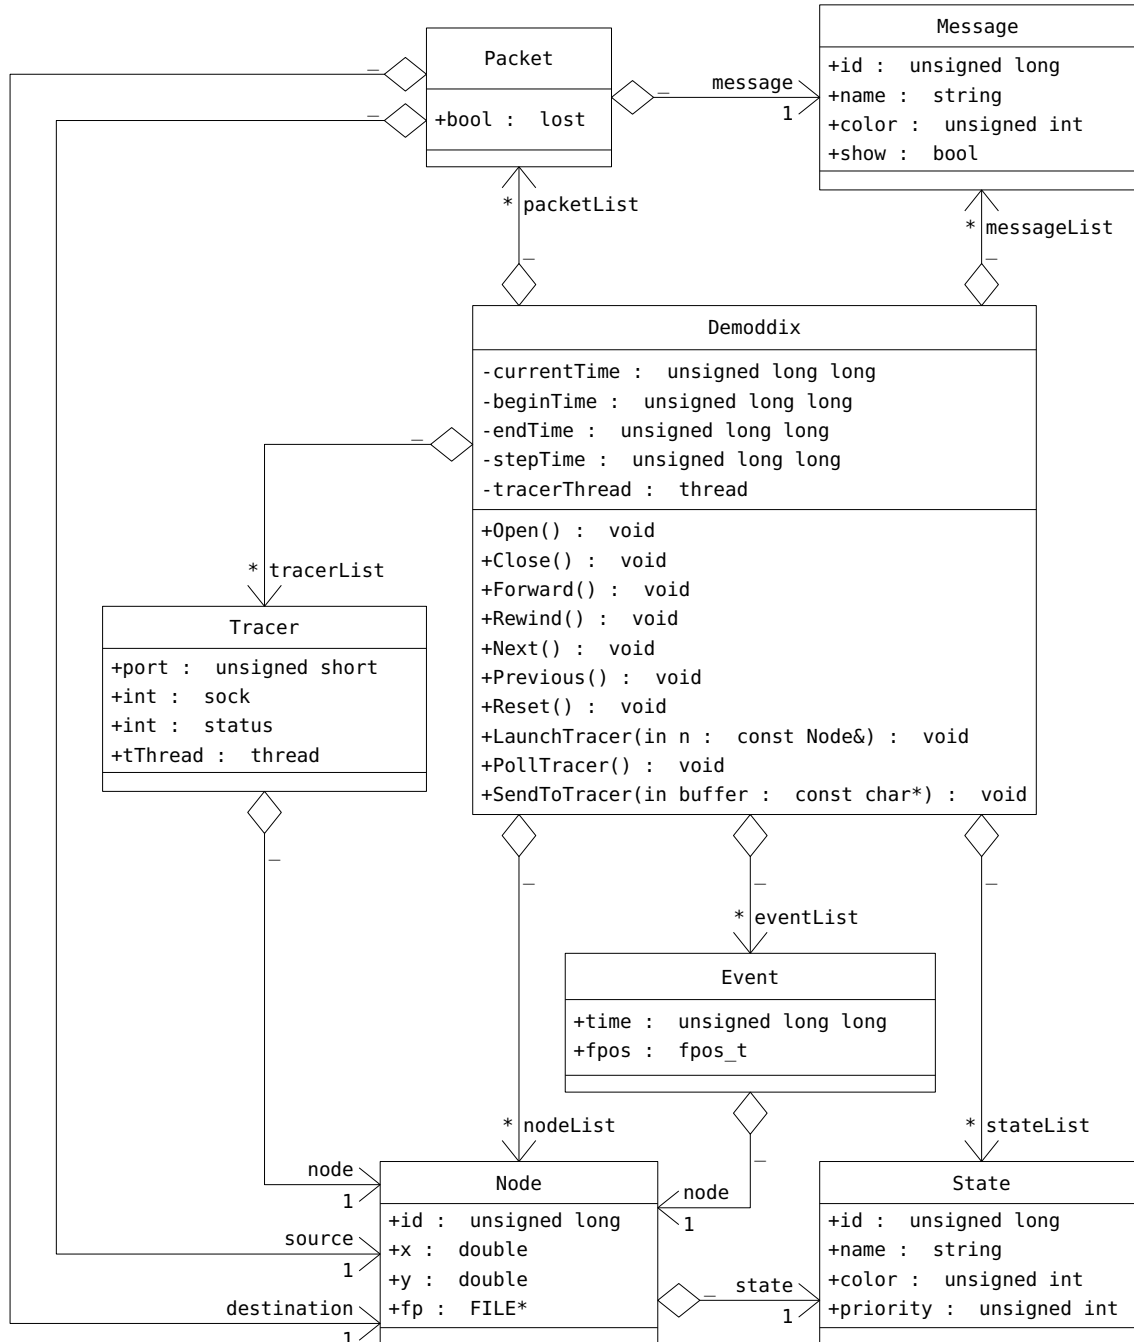 Packet
+bool :  lost
message
1
Message
+id :  unsigned long
+name :  string
+color :  unsigned int
+show :  bool
* packetList
* messageList
Demoddix
-currentTime :  unsigned long long
-beginTime :  unsigned long long
-endTime :  unsigned long long
-stepTime :  unsigned long long
-tracerThread :  thread
+Open() :  void
+Close() :  void
+Forward() :  void
+Rewind() :  void
+Next() :  void
+Previous() :  void
+Reset() :  void
+LaunchTracer(in n :  const Node&) :  void
+PollTracer() :  void
+SendToTracer(in buffer :  const char*) :  void
* tracerList
Tracer
+port :  unsigned short
+int :  sock
+int :  status
+tThread :  thread
* eventList
Event
+time :  unsigned long long
+fpos :  fpos_t
* nodeList
* stateList
node
1
source
1
destination
1
Node
+id :  unsigned long
+x :  double
+y :  double
+fp :  FILE*
node
1
state
1
State
+id :  unsigned long
+name :  string
+color :  unsigned int
+priority :  unsigned int